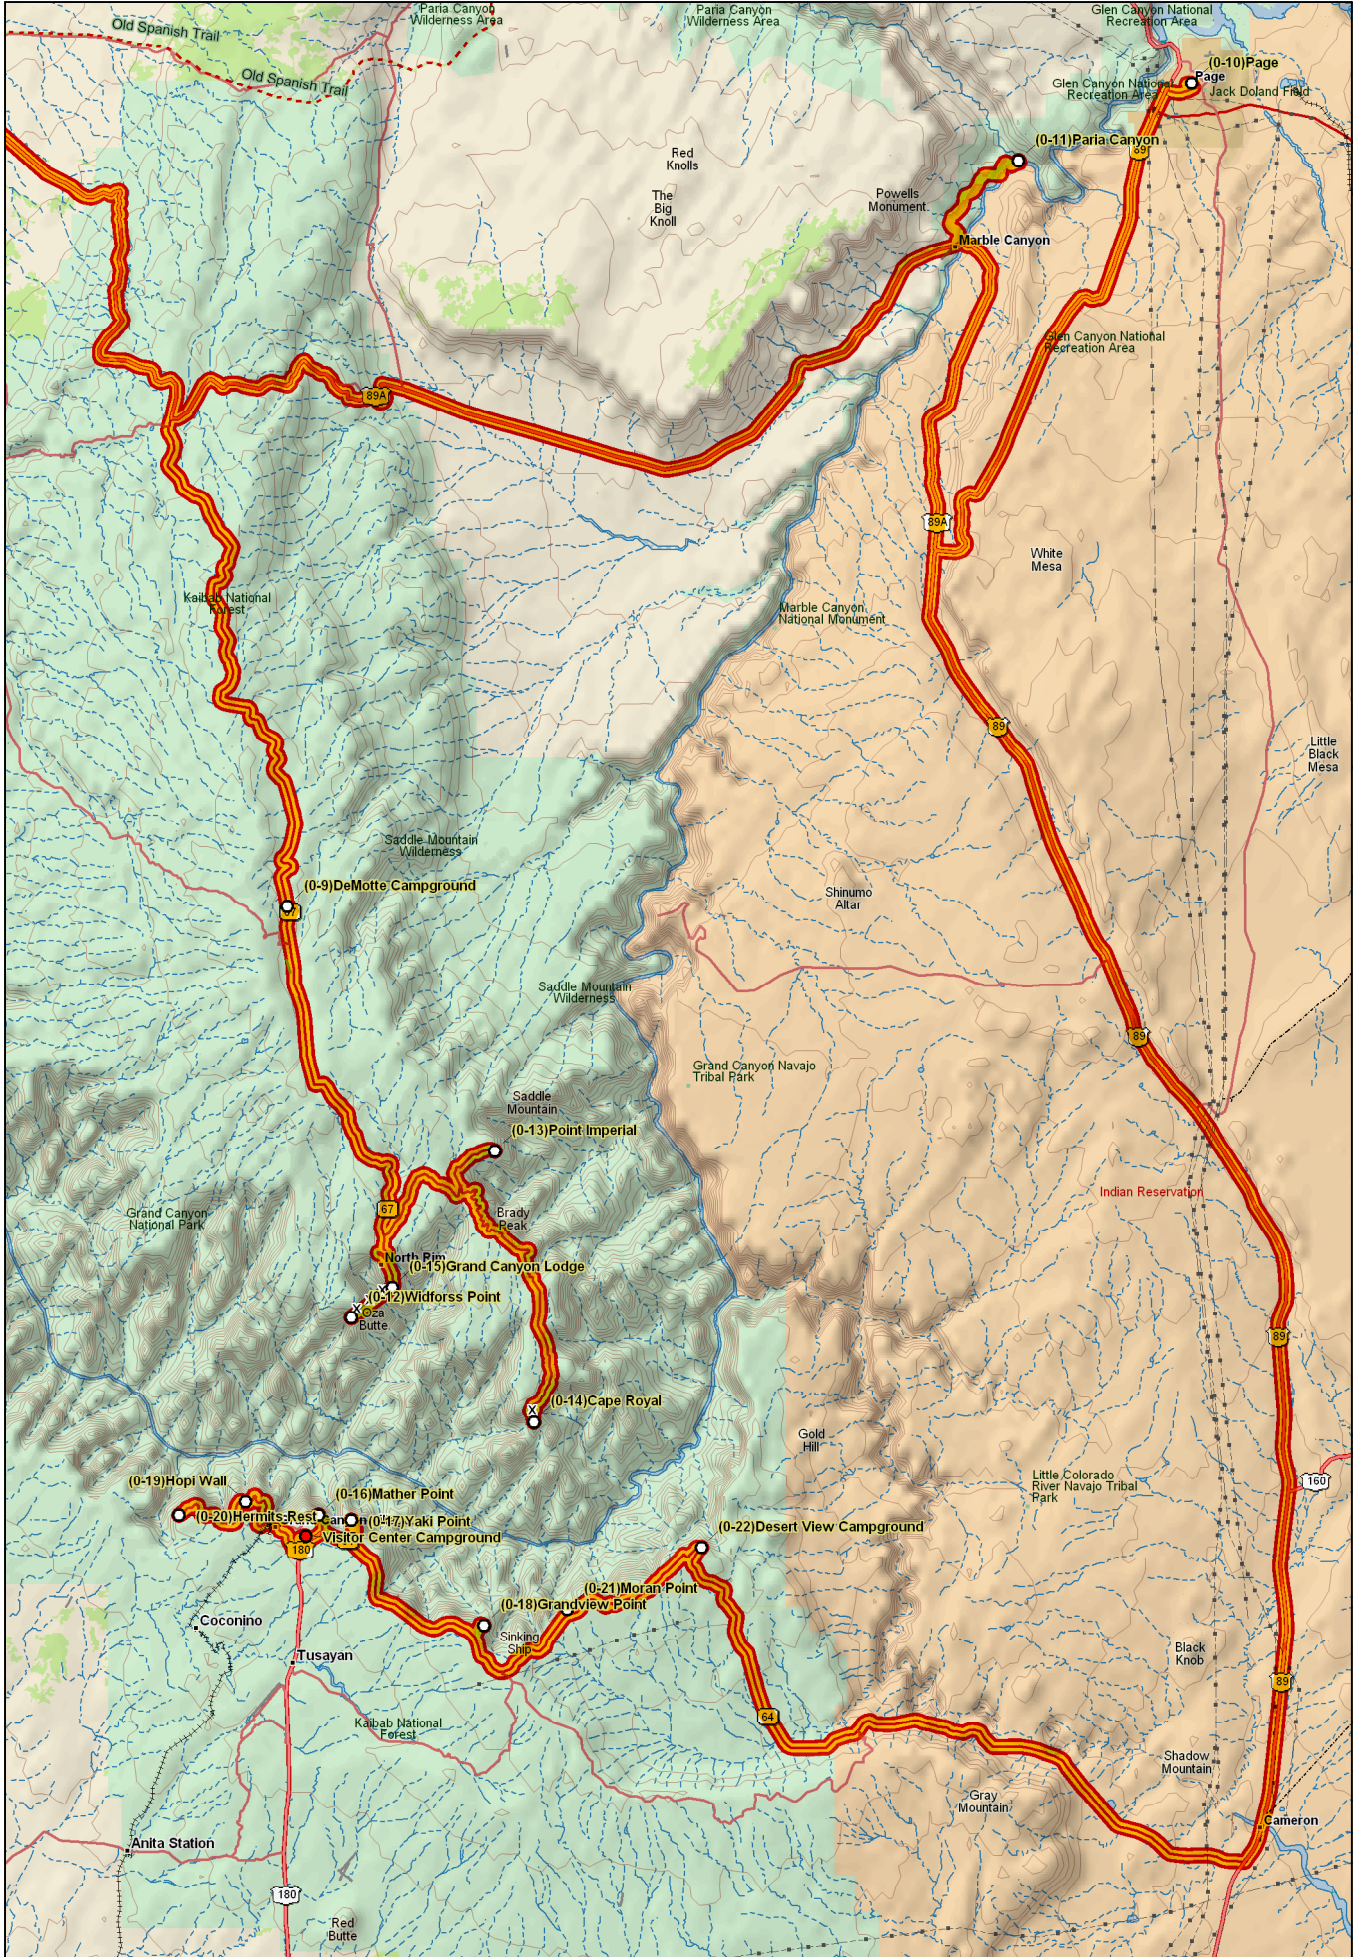 Paria Canyon
Wilderness Area
Paria Canyon
Wilderness Area
Glen Canyon National
Recreation Area
Old Spanish Trail
Old Spanish Trail
(0-10)Page
Page
Jack Doland Field
Glen Canyon National
Recreation Area
(0-11)Paria Canyon
89
Red
Knolls
The
Big
Knoll
Powells
Monument
Marble Canyon
Glen Canyon National
Recreation Area
89A
89A
White
Mesa
Kaibab National
Forest
Marble Canyon
National Monument
89
Little
Black
Mesa
Saddle Mountain
Wilderness
(0-9)DeMotte Campground
67
Shinumo
Altar
Saddle Mountain
Wilderness
89
Grand Canyon Navajo
Tribal Park
Saddle
Mountain
(0-13)Point Imperial
Indian Reservation
Grand Canyon
National Park
67
Brady
Peak
North Rim
(0-15)Grand Canyon Lodge
(0-12)Widforss Point
X
X
Oza
Butte
89
X
(0-14)Cape Royal
Gold
Hill
(0-19)Hopi Wall
Little Colorado
River Navajo Tribal
Park
160
(0-16)Mather Point
(0-20)Hermits Rest
(0-17)Yaki Point
Visitor Center Campground
180
(0-22)Desert View Campground
(0-21)Moran Point
(0-18)Grandview Point
Coconino
Sinking
Ship
Tusayan
Black
Knob
89
Kaibab National
Forest
64
Shadow
Mountain
Gray
Mountain
Cameron
Anita Station
180
Red
Butte